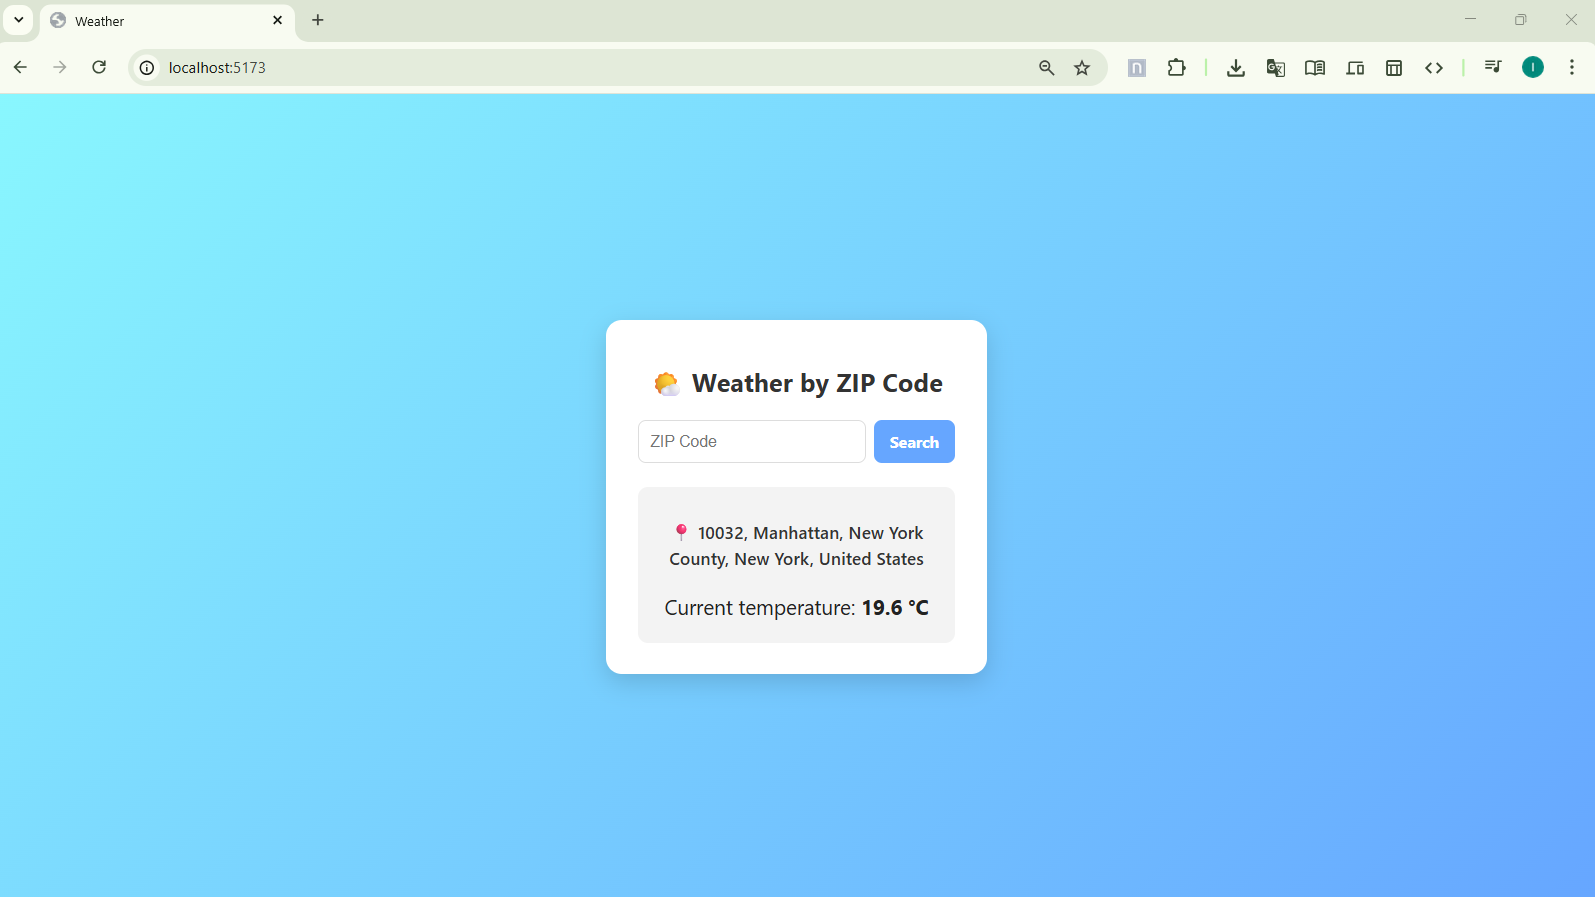 Weather
localhost:5173
Weather by ZIP Code
ZIP Code
Search
10032, Manhattan, New York
County, New York, United States
Current temperature: 19.6 °C